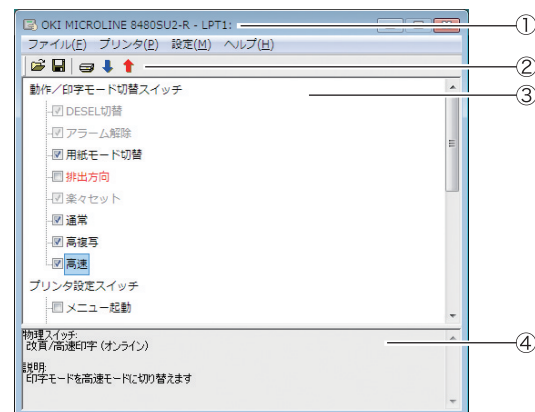 OKI MICROLINE 8480SU2-R - LPT1:
①
ファイル(F) プリンタ(P) 設定(M) ヘルプ(H)
②
③
動作／印字モード切替スイッチ
DESEL切替
アラーム解除
用紙モード切替
排出方向
楽々セット
通常
高複写
高速
プリンタ設定スイッチ
メニュー起動
物理スイッチ:
改頁/高速印字 (オンライン)
④
説明:
印字モードを高速モードに切り替えます